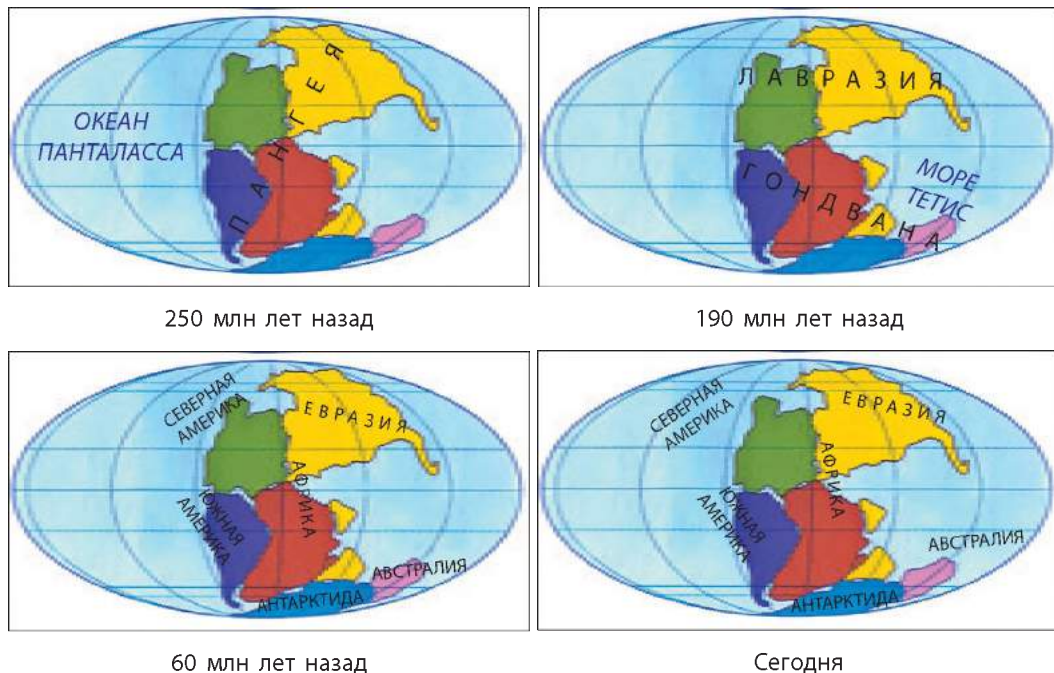 ПАНГЕЯ
ОКЕАН
ПАНТАЛАССА
250 млн лет назад
ЛАВРАЗИЯ
ГОНДВАНА
МОРЕ
ТЕТИС
190 млн лет назад
СЕВЕРНАЯ
АМЕРИКА
ЕВРАЗИЯ
АФРИКА
ЮЖНАЯ
АМЕРИКА
АВСТРАЛИЯ
АНТАРКТИДА
60 млн лет назад
СЕВЕРНАЯ
АМЕРИКА
ЕВРАЗИЯ
АФРИКА
ЮЖНАЯ
АМЕРИКА
АВСТРАЛИЯ
АНТАРКТИДА
Сегодня